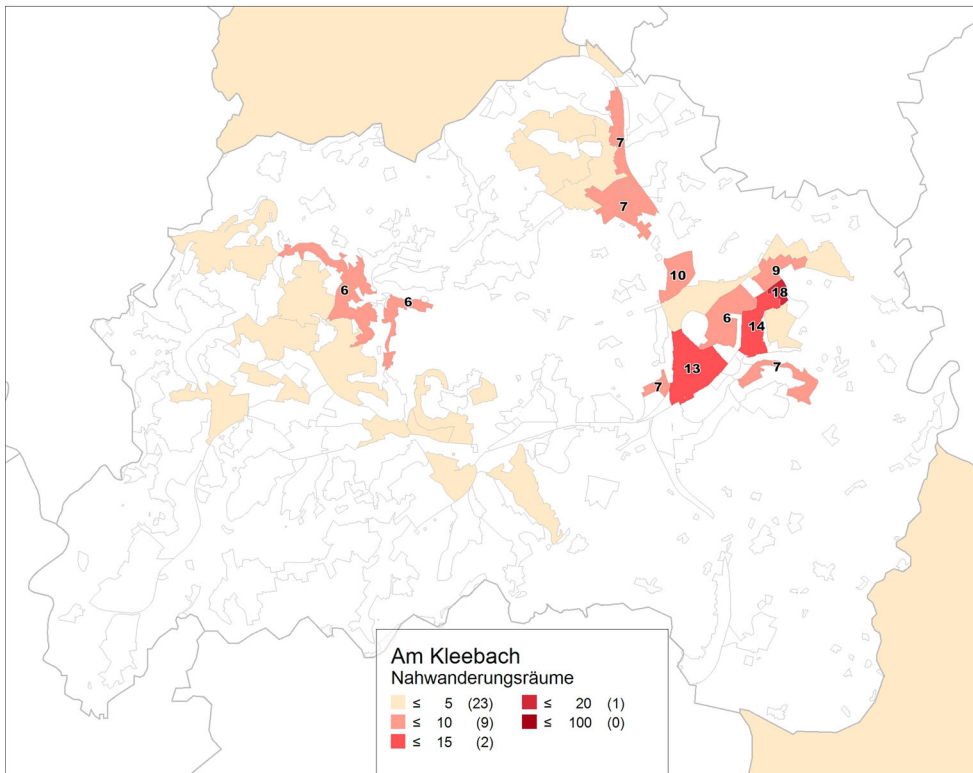 7
7
10
9
18
6
6
6
14
13
7
7
Am Kleebach
Nahwanderungsräume
≤ 5 (23)
≤ 10 (9)
≤ 15 (2)
≤ 20 (1)
≤ 100 (0)